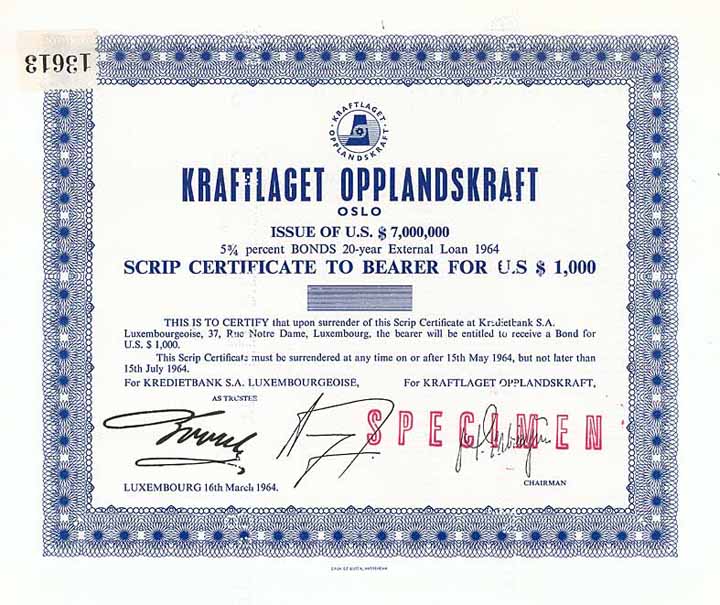 13613
KRAFTLAGET
OPPLANDSKRAFT
KRAFTLAGET OPPLANDSKRAFT
OSLO
ISSUE OF U.S. $ 7,000,000
5¾ percent BONDS 20-year External Loan 1964
SCRIP CERTIFICATE TO BEARER FOR U.S $ 1,000
THIS IS TO CERTIFY that upon surrender of this Scrip Certificate at Kredietbank S.A.
Luxembourgeoise, 37, Rue Notre Dame, Luxembourg, the bearer will be entitled to receive a Bond for
U.S. $ 1,000.
This Scrip Certificate must be surrendered at any time on or after 15th May 1964, but not later than
15th July 1964.
For KREDIETBANK S.A. LUXEMBOURGEOISE, For KRAFTLAGET OPPLANDSKRAFT,
AS TRUSTEE
SPECIMEN
CHAIRMAN
LUXEMBOURG 16th March 1964.